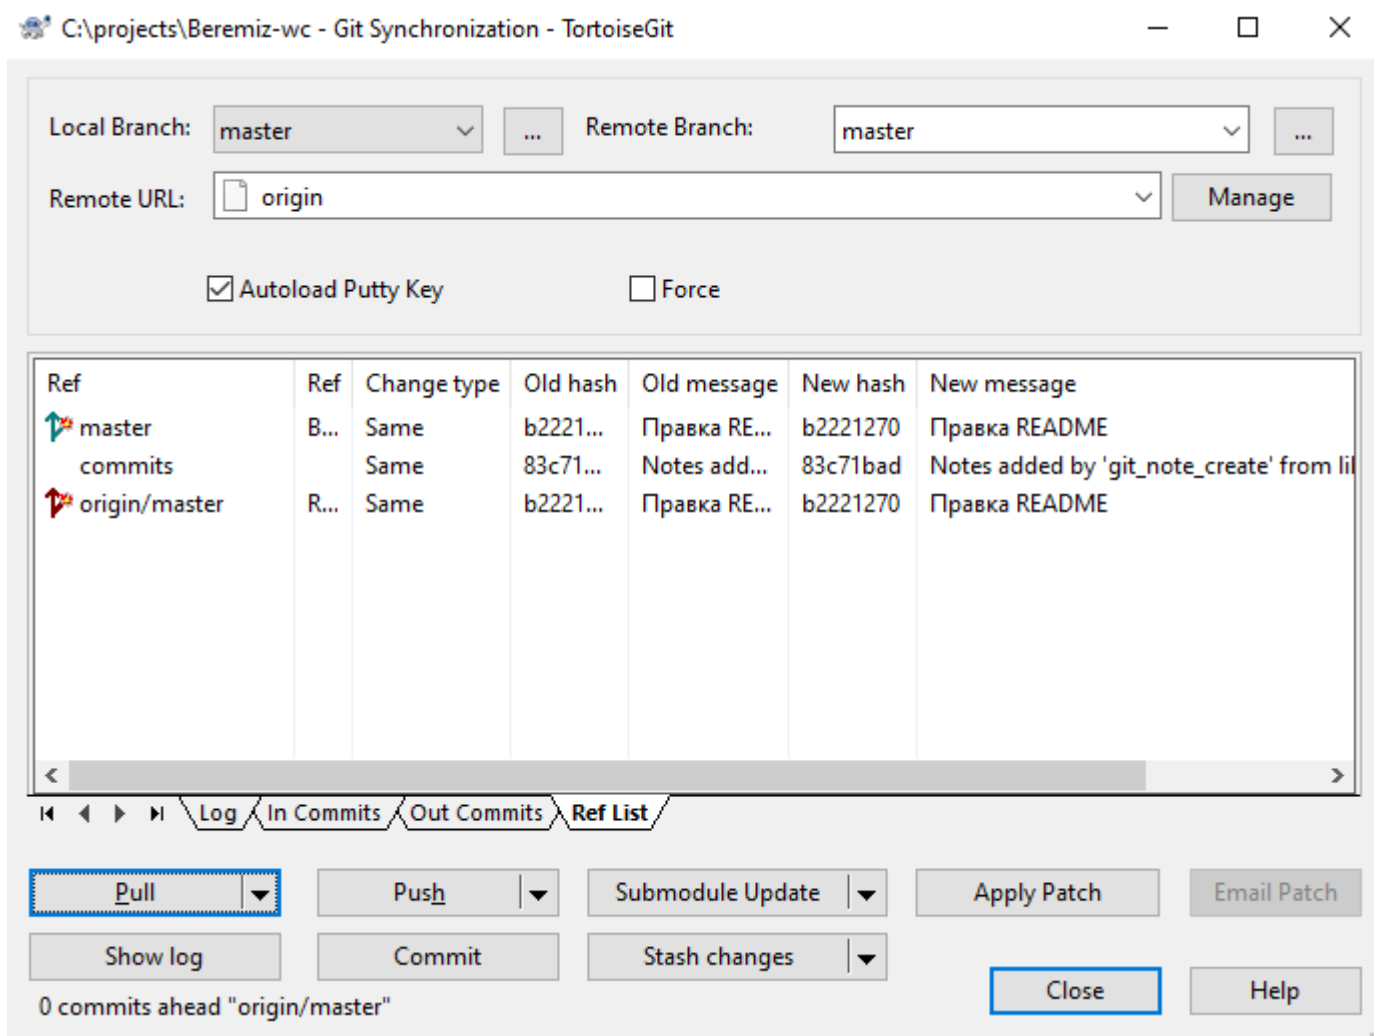 C:\projects\Beremiz-wc - Git Synchronization - TortoiseGit
Local Branch: master ... Remote Branch: master ...
Remote URL: origin Manage
Autoload Putty Key Force
Ref Ref Change type Old hash Old message New hash New message
master B... Same b2221... Правка RE... b2221270 Правка README
commits Same 83c71... Notes add... 83c71bad Notes added by 'git_note_create' from
origin/master R... Same b2221... Правка RE... b2221270 Правка README
Log In Commits Out Commits Ref List
Pull Push Submodule Update Apply Patch Email Patch
Show log Commit Stash changes
Close Help
0 commits ahead "origin/master"